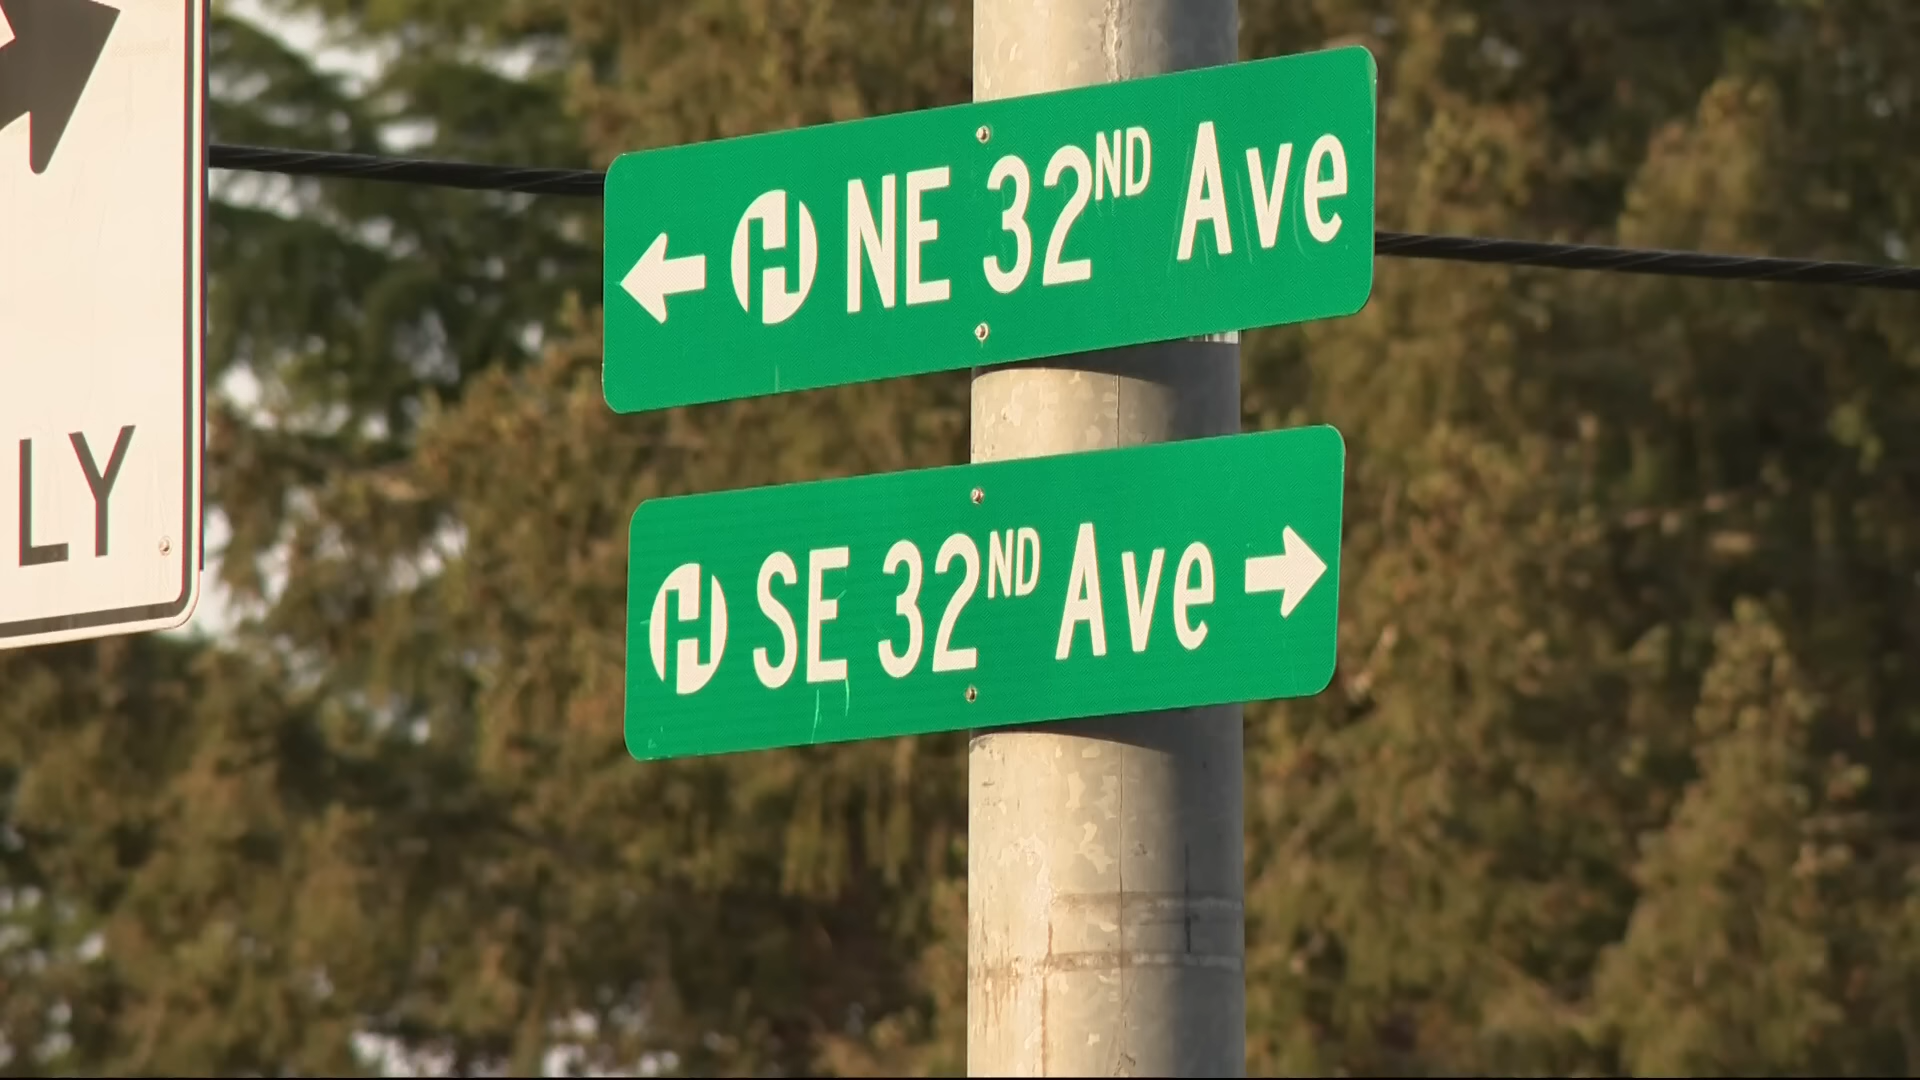 ← H NE 32ND Ave
H SE 32ND Ave →
LY